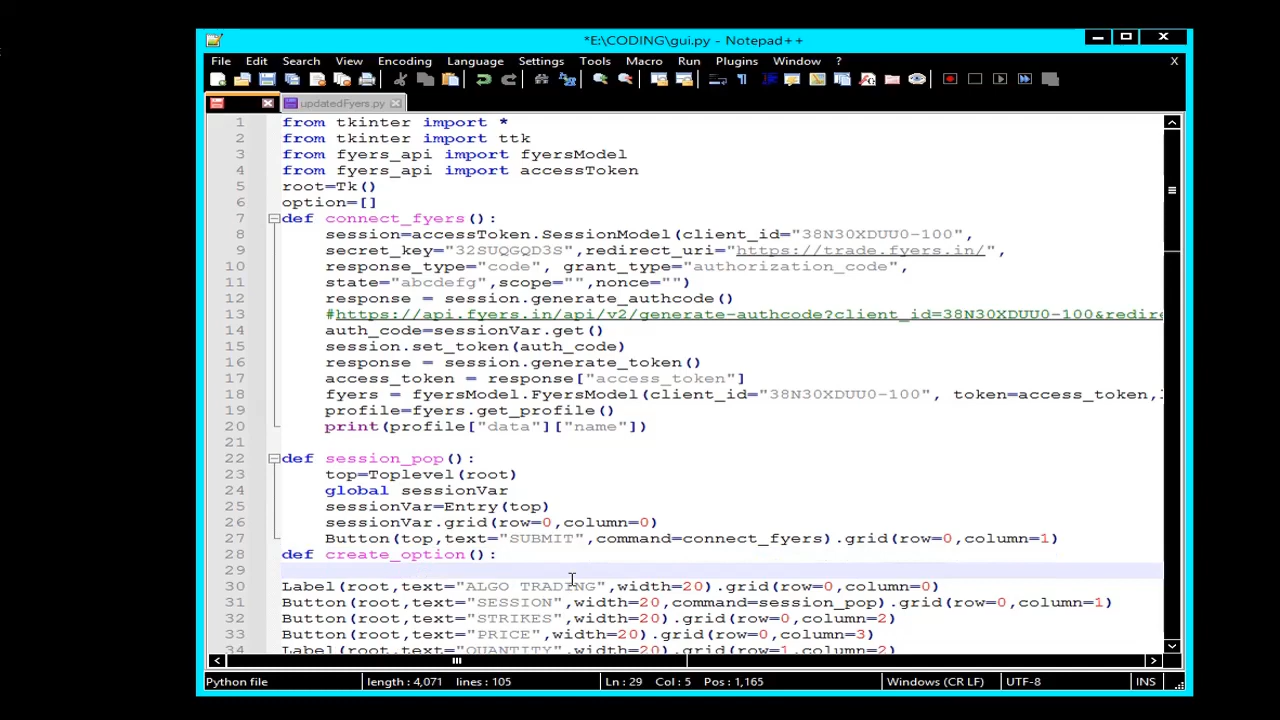 *E:\CODING\gui.py - Notepad++
File Edit Search View Encoding Language Settings Tools Macro Run Plugins Window ? X
updatedFyers.py
1 from tkinter import *
2 from tkinter import ttk
3 from fyers_api import fyersModel
4 from fyers_api import accessToken
5 root=Tk()
6 option=[]
7 def connect_fyers():
8 session=accessToken.SessionModel(client_id="38N30XDUU0-100",
9 secret_key="32SUQGQD3S",redirect_uri="https://trade.fyers.in/",
10 response_type="code", grant_type="authorization_code",
11 state="abcdefg",scope="",nonce="")
12 response = session.generate_authcode()
13 #https://api.fyers.in/api/v2/generate-authcode?client_id=38N30XDUU0-100&redire
14 auth_code=sessionVar.get()
15 session.set_token(auth_code)
16 response = session.generate_token()
17 access_token = response["access_token"]
18 fyers = fyersModel.FyersModel(client_id="38N30XDUU0-100", token=access_token,
19 profile=fyers.get_profile()
20 print(profile["data"]["name"])
21
22 def session_pop():
23 top=Toplevel(root)
24 global sessionVar
25 sessionVar=Entry(top)
26 sessionVar.grid(row=0,column=0)
27 Button(top,text="SUBMIT",command=connect_fyers).grid(row=0,column=1)
28 def create_option():
29
30 Label(root,text="ALGO TRADING",width=20).grid(row=0,column=0)
31 Button(root,text="SESSION",width=20,command=session_pop).grid(row=0,column=1)
32 Button(root,text="STRIKES",width=20).grid(row=0,column=2)
33 Button(root,text="PRICE",width=20).grid(row=0,column=3)
34 Label(root,text="QUANTITY",width=20).grid(row=1,column=2)
Python file length : 4,071 lines : 105 Ln : 29 Col : 5 Pos : 1,165 Windows (CR LF) UTF-8 INS